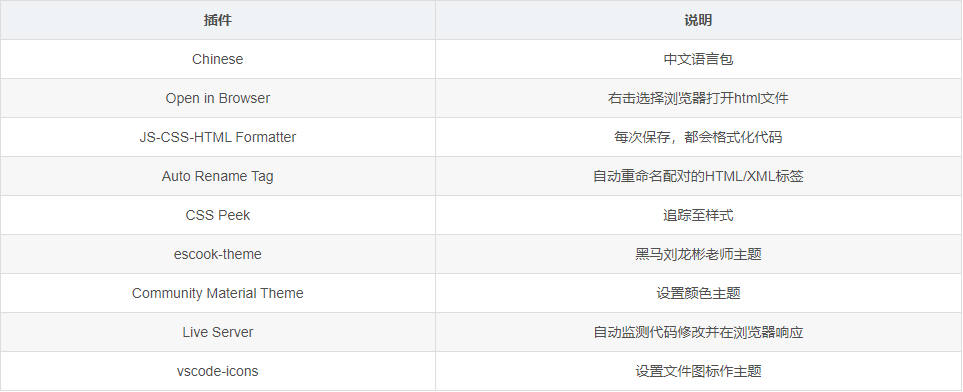 插件 说明
Chinese 中文语言包
Open in Browser 右击选择浏览器打开html文件
JS-CSS-HTML Formatter 每次保存，都会格式化代码
Auto Rename Tag 自动重命名配对的HTML/XML标签
CSS Peek 追踪至样式
escook-theme 黑马刘龙彬老师主题
Community Material Theme 设置颜色主题
Live Server 自动监测代码修改并在浏览器响应
vscode-icons 设置文件图标作主题